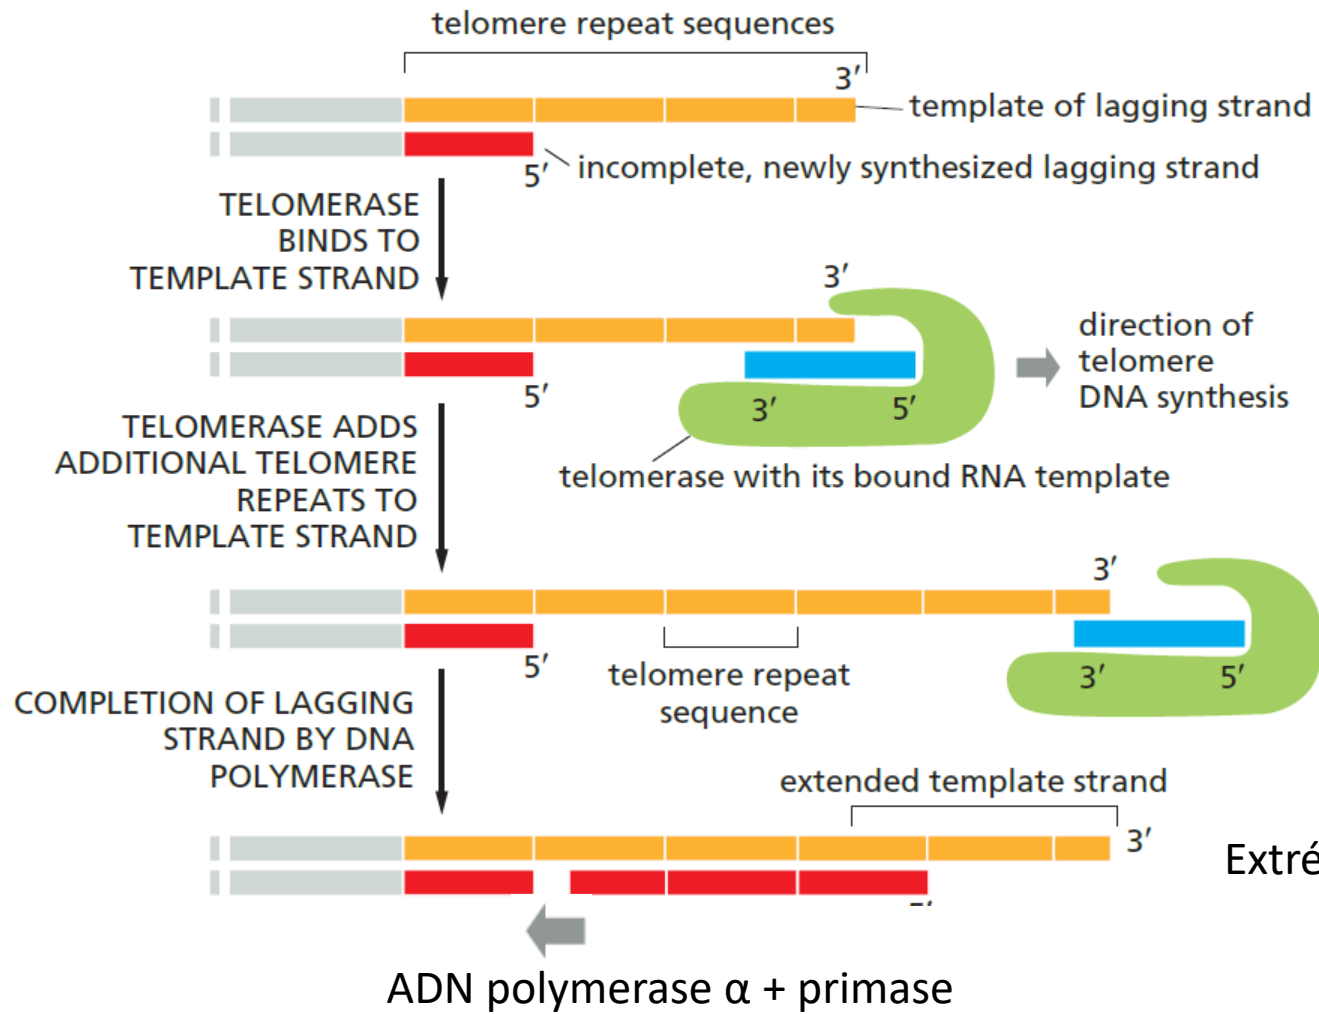 telomere repeat sequences
3′
template of lagging strand
incomplete, newly synthesized lagging strand
5′
TELOMERASE
BINDS TO
TEMPLATE STRAND
3′
direction of
telomere
DNA synthesis
5′
3′ 5′
TELOMERASE ADDS
ADDITIONAL TELOMERE
REPEATS TO
TEMPLATE STRAND
telomerase with its bound RNA template
3′
5′
telomere repeat
sequence
3′ 5′
COMPLETION OF LAGGING
STRAND BY DNA
POLYMERASE
extended template strand
3′
Extré
ADN polymerase α + primase